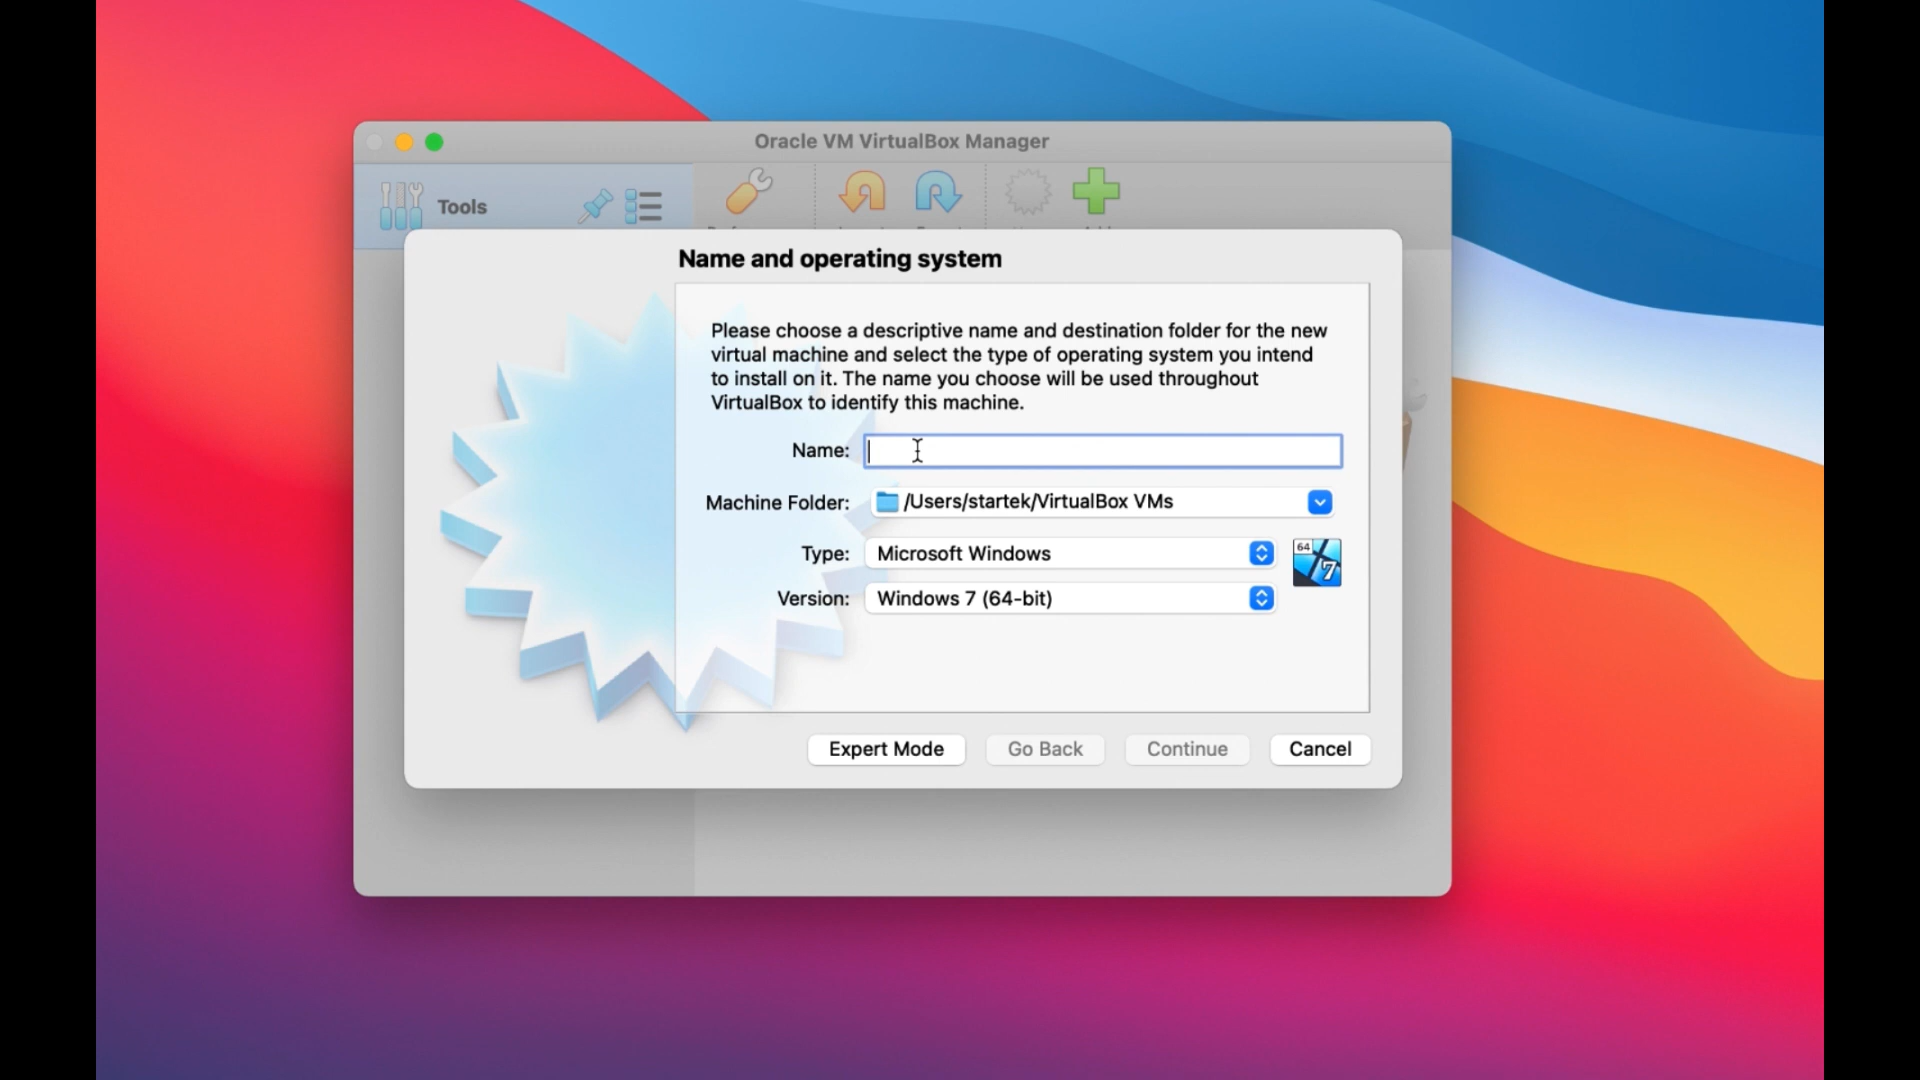 Oracle VM VirtualBox Manager
Tools
Name and operating system
Please choose a descriptive name and destination folder for the new
virtual machine and select the type of operating system you intend
to install on it. The name you choose will be used throughout
VirtualBox to identify this machine.
Name:
Machine Folder: /Users/startek/VirtualBox VMs
Type: Microsoft Windows
64
7
Version: Windows 7 (64-bit)
Expert Mode Go Back Continue Cancel